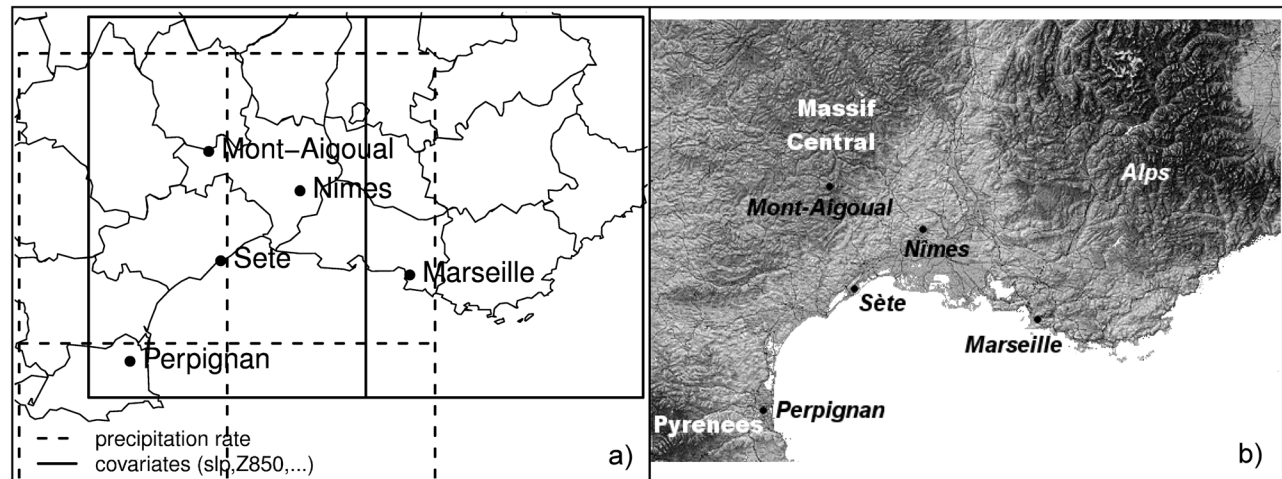 Mont-Aigoual
Nimes
Sete
Marseille
Perpignan
precipitation rate
covariates (slp,Z850,...)
a)
Massif
Central
Alps
Mont-Aigoual
Nîmes
Sète
Marseille
Perpignan
Pyrenees
b)